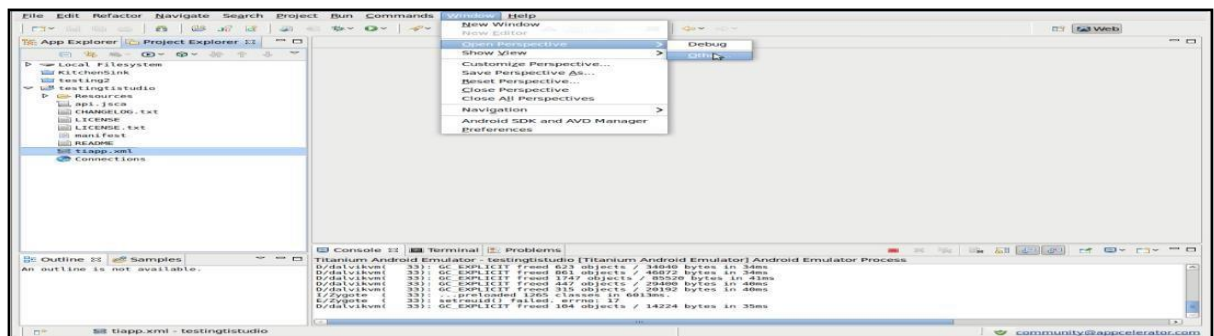 File Edit Refactor Navigate Search Project Run Commands Window Help
New Window
New Editor
Open Perspective
Debug
Other...
Show View
Customize Perspective...
Save Perspective As...
Reset Perspective...
Close Perspective
Close All Perspectives
Navigation
Android SDK and AVD Manager
Preferences
Web
App Explorer Project Explorer
Local Filesystem
KitchenSink
testing2
testingtistudio
Resources
api.jsca
CHANGELOG.txt
LICENSE
LICENSE.txt
manifest
README
tiapp.xml
Connections
Outline Samples
An outline is not available.
Console Terminal Problems
Titanium Android Emulator - testingtistudio [Titanium Android Emulator] Android Emulator Process
D/dalvikvm( 33): GC_EXPLICIT freed 623 objects / 34040 bytes in 34ms
D/dalvikvm( 33): GC_EXPLICIT freed 861 objects / 46872 bytes in 34ms
D/dalvikvm( 33): GC_EXPLICIT freed 1747 objects / 85520 bytes in 41ms
D/dalvikvm( 33): GC_EXPLICIT freed 447 objects / 29400 bytes in 40ms
D/dalvikvm( 33): GC_EXPLICIT freed 315 objects / 20192 bytes in 40ms
I/Zygote ( 33): ...preloaded 1265 classes in 6013ms.
E/Zygote ( 33): setreuid() failed. errno: 17
D/dalvikvm( 33): GC_EXPLICIT freed 184 objects / 14224 bytes in 35ms
tiapp.xml - testingtistudio
community@appcelerator.com